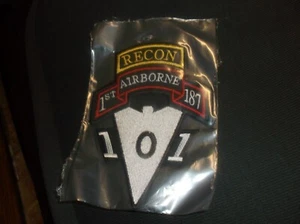 RECON
AIRBORNE
1ST 187
101